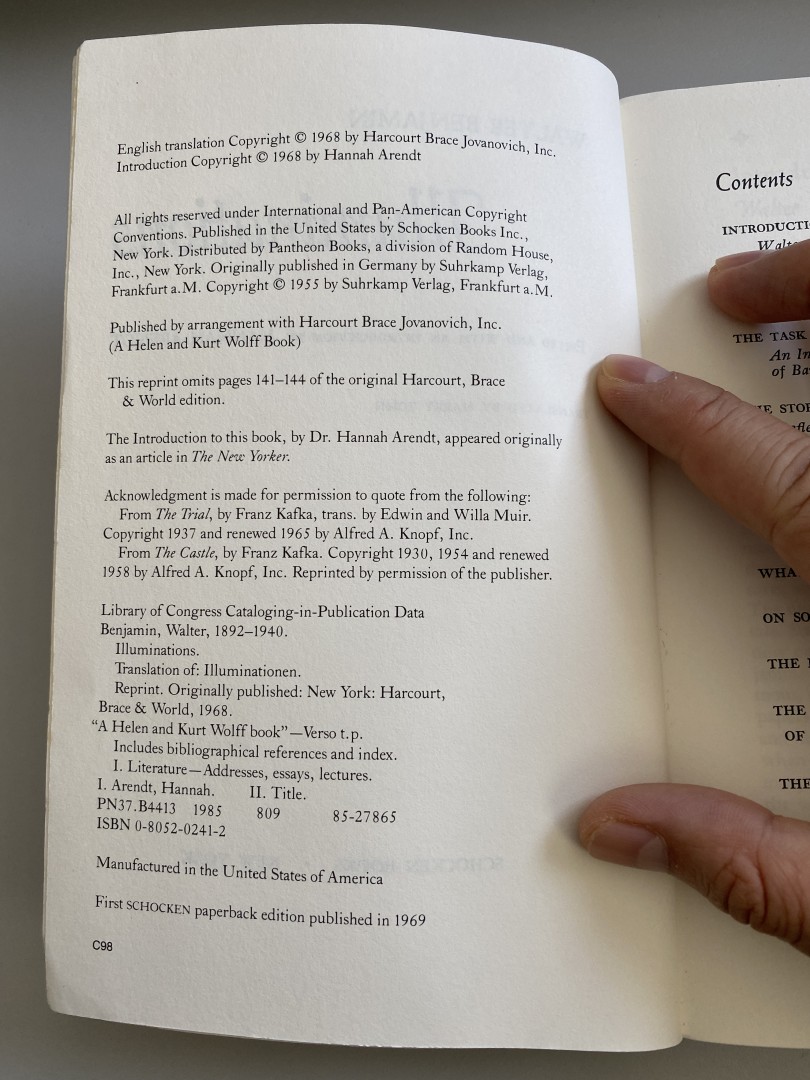 English translation Copyright © 1968 by Harcourt Brace Jovanovich, Inc.
Introduction Copyright © 1968 by Hannah Arendt
All rights reserved under International and Pan-American Copyright
Conventions. Published in the United States by Schocken Books Inc.,
New York. Distributed by Pantheon Books, a division of Random House,
Inc., New York. Originally published in Germany by Suhrkamp Verlag,
Frankfurt a.M. Copyright © 1955 by Suhrkamp Verlag, Frankfurt a.M.
Published by arrangement with Harcourt Brace Jovanovich, Inc.
(A Helen and Kurt Wolff Book)
This reprint omits pages 141–144 of the original Harcourt, Brace
& World edition.
The Introduction to this book, by Dr. Hannah Arendt, appeared originally
as an article in The New Yorker.
Acknowledgment is made for permission to quote from the following:
From The Trial, by Franz Kafka, trans. by Edwin and Willa Muir.
Copyright 1937 and renewed 1965 by Alfred A. Knopf, Inc.
From The Castle, by Franz Kafka. Copyright 1930, 1954 and renewed
1958 by Alfred A. Knopf, Inc. Reprinted by permission of the publisher.
Library of Congress Cataloging-in-Publication Data
Benjamin, Walter, 1892–1940.
Illuminations.
Translation of: Illuminationen.
Reprint. Originally published: New York: Harcourt,
Brace & World, 1968.
“A Helen and Kurt Wolff book”—Verso t.p.
Includes bibliographical references and index.
I. Literature—Addresses, essays, lectures.
I. Arendt, Hannah. II. Title.
PN37.B4413 1985 809 85-27865
ISBN 0-8052-0241-2
Manufactured in the United States of America
First SCHOCKEN paperback edition published in 1969
C98
Contents
THE TASK
An
of
WHA
ON SO
THE
THE
OF
THE